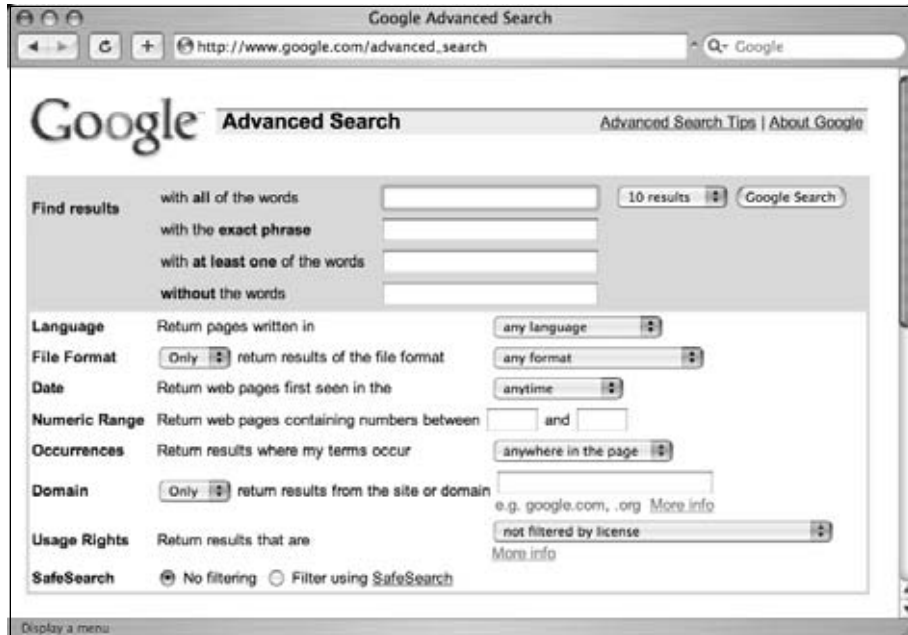 Google Advanced Search
http://www.google.com/advanced_search
Google
Google Advanced Search
Advanced Search Tips | About Google
Find results with all of the words 10 results Google Search
with the exact phrase
with at least one of the words
without the words
Language Return pages written in any language
File Format Only return results of the file format any format
Date Return web pages first seen in the anytime
Numeric Range Return web pages containing numbers between and
Occurrences Return results where my terms occur anywhere in the page
Domain Only return results from the site or domain
e.g. google.com, .org More info
Usage Rights Return results that are not filtered by license
More info
SafeSearch No filtering Filter using SafeSearch
Display a menu